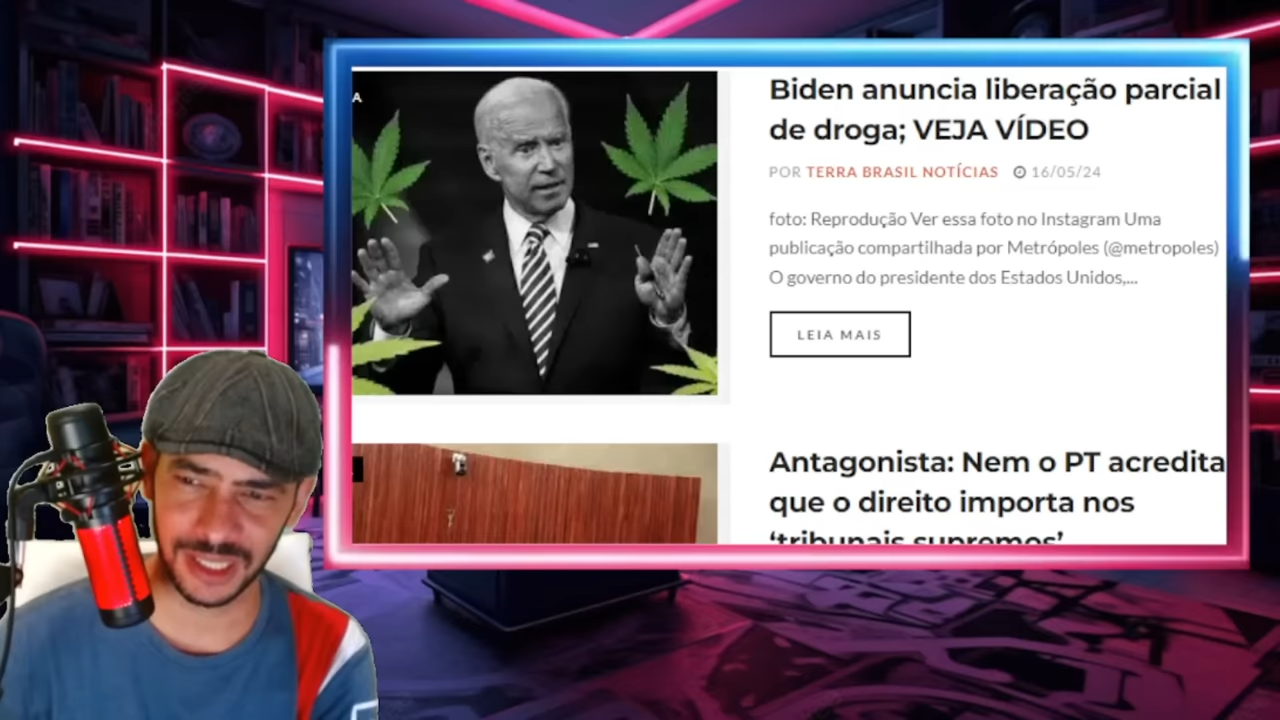 A
Biden anuncia liberação parcial
de droga; VEJA VÍDEO
POR TERRA BRASIL NOTÍCIAS 16/05/24
foto: Reprodução Ver essa foto no Instagram Uma
publicação compartilhada por Metrópoles (@metropoles)
O governo do presidente dos Estados Unidos,...
LEIA MAIS
Antagonista: Nem o PT acredita
que o direito importa nos
‘tribunais supremos’